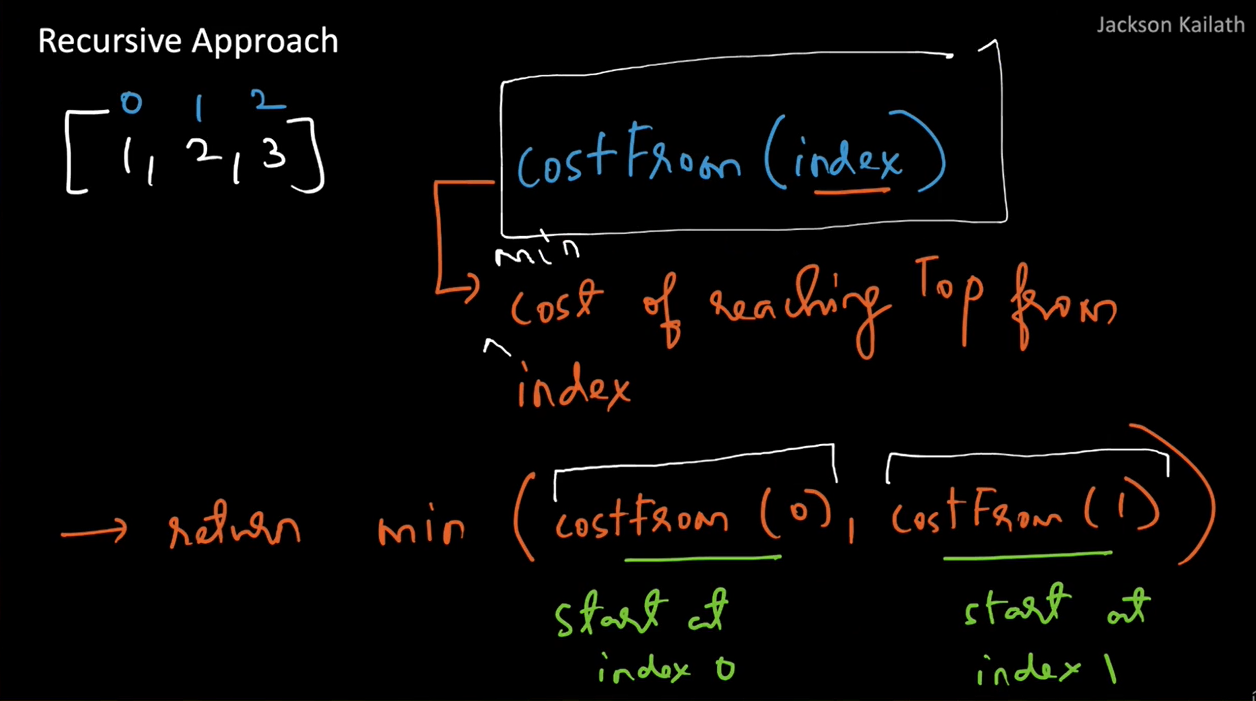 Recursive Approach
Jackson Kailath
0 1 2
[1, 2, 3]
costFrom (index)
min
cost of reaching Top from
^
index
→ return min (costFrom (0), costFrom (1))
start at
index 0
start at
index 1